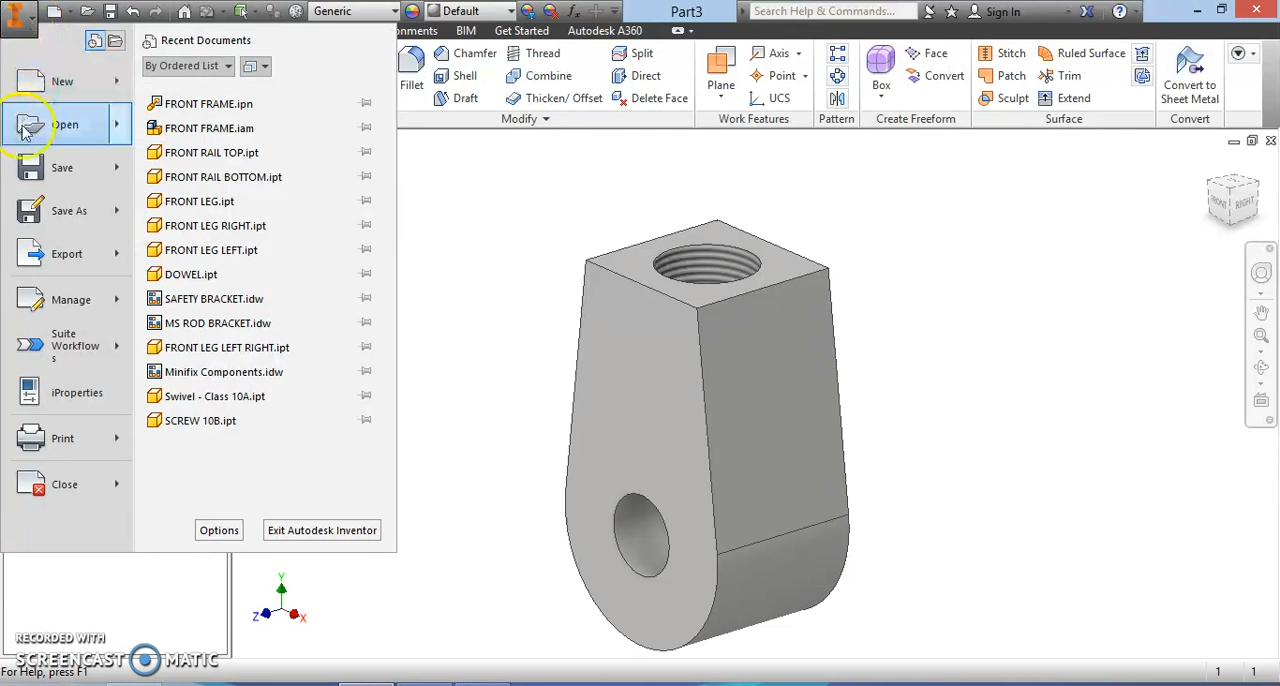 Generic
Default
Part3
Search Help & Commands...
Sign In
onments BIM Get Started Autodesk A360
Fillet
Chamfer
Shell
Draft
Thread
Combine
Thicken/ Offset
Split
Direct
Delete Face
Modify
Plane
Axis
Point
UCS
Work Features
Pattern
Box
Face
Convert
Create Freeform
Stitch
Patch
Sculpt
Ruled Surface
Trim
Extend
Surface
Convert to
Sheet Metal
Convert
New
Open
Save
Save As
Export
Manage
Suite
Workflow
s
iProperties
Print
Close
Recent Documents
By Ordered List
FRONT FRAME.ipn
FRONT FRAME.iam
FRONT RAIL TOP.ipt
FRONT RAIL BOTTOM.ipt
FRONT LEG.ipt
FRONT LEG RIGHT.ipt
FRONT LEG LEFT.ipt
DOWEL.ipt
SAFETY BRACKET.idw
MS ROD BRACKET.idw
FRONT LEG LEFT RIGHT.ipt
Minifix Components.idw
Swivel - Class 10A.ipt
SCREW 10B.ipt
Options
Exit Autodesk Inventor
FRONT
RIGHT
Y
Z
X
RECORDED WITH
SCREENCAST MATIC
For Help, press F1
1 1